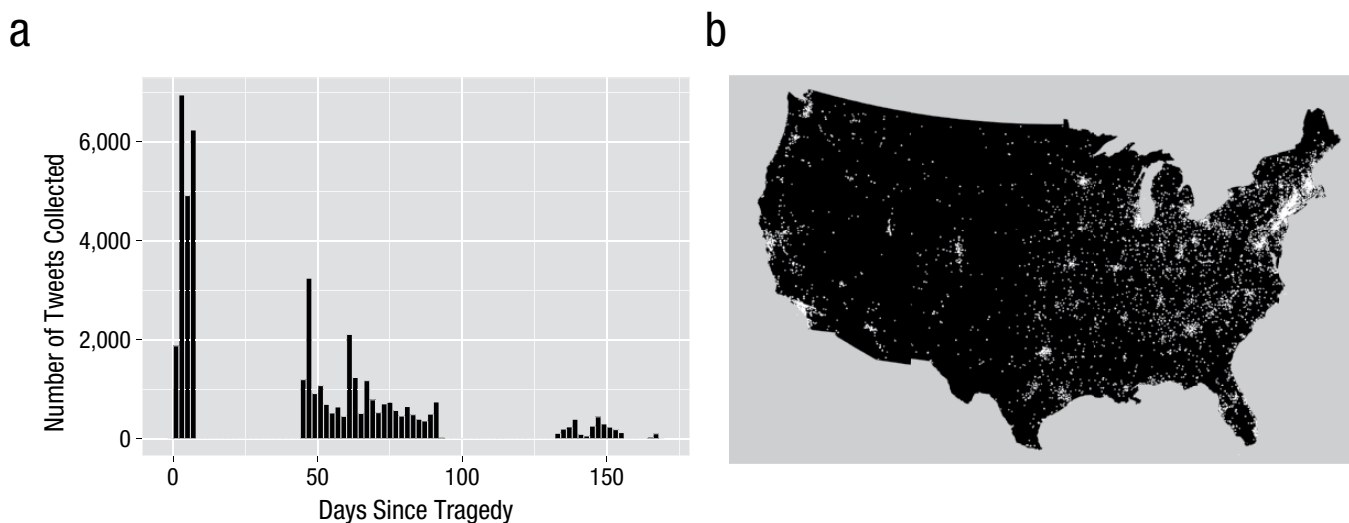 a
b
Number of Tweets Collected
6,000
4,000
2,000
0
0 50 100 150
Days Since Tragedy